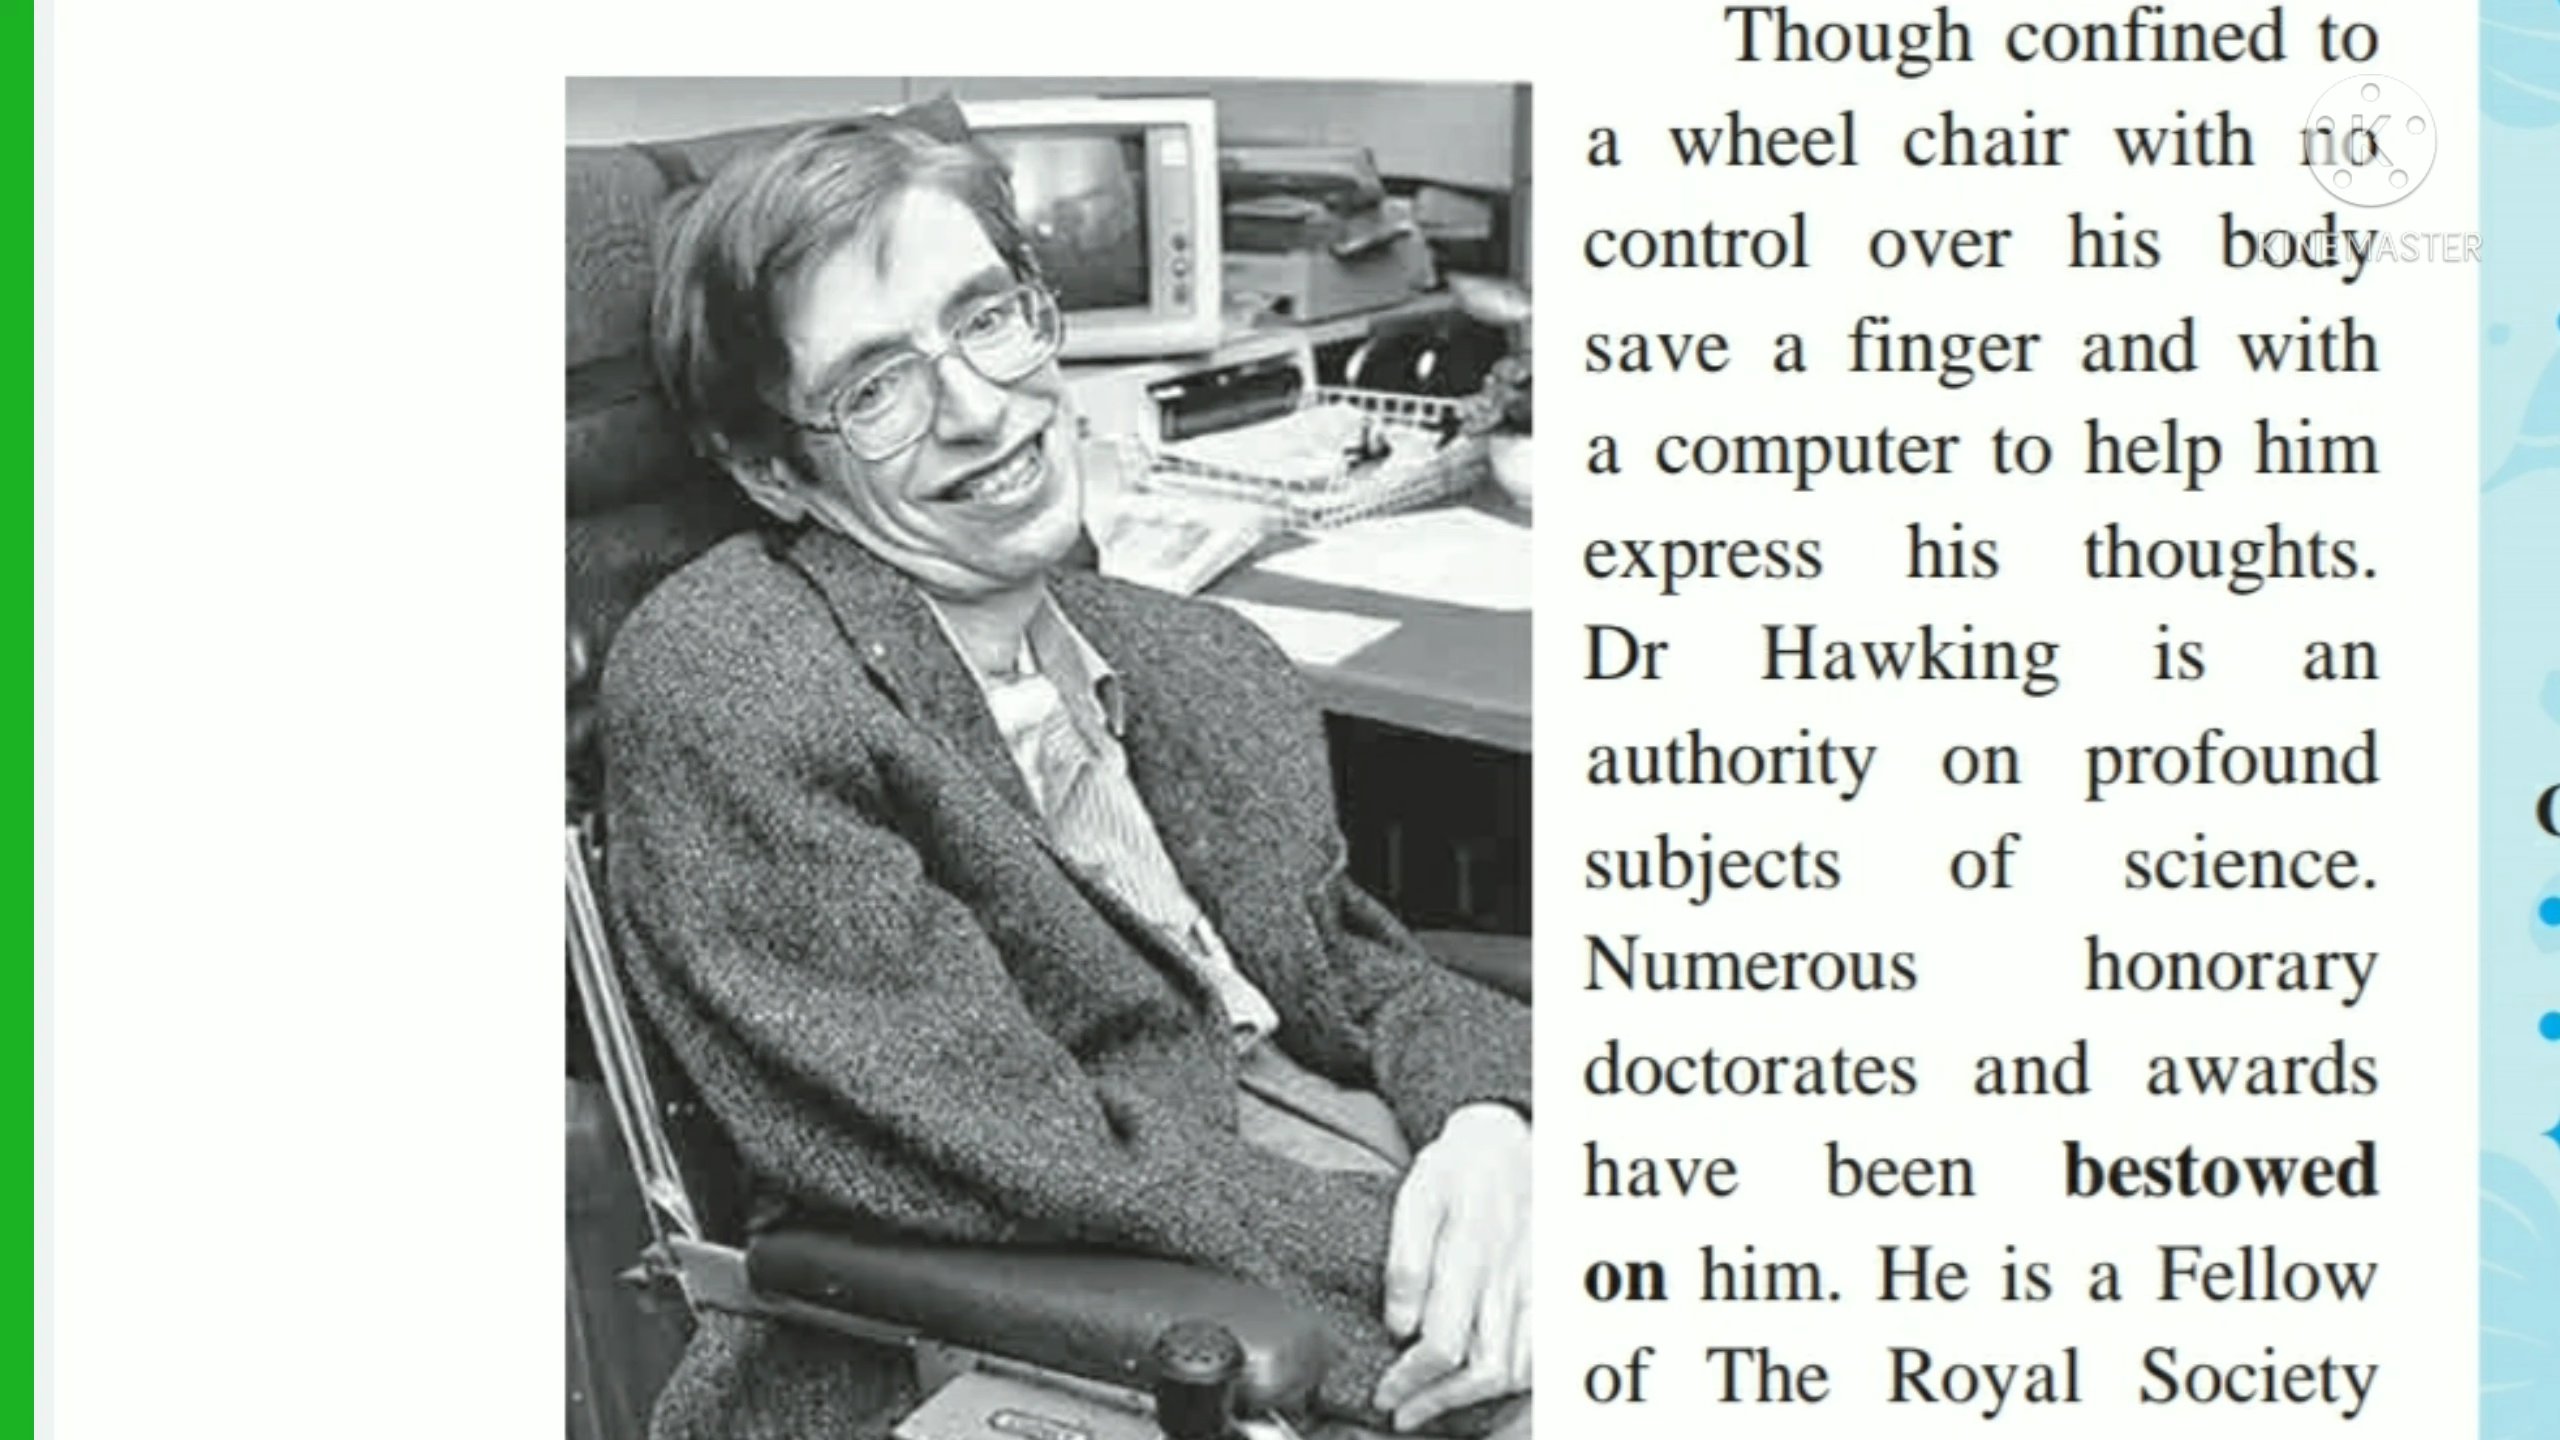 Though confined to
a wheel chair with no
control over his body
save a finger and with
a computer to help him
express his thoughts.
Dr Hawking is an
authority on profound
subjects of science.
Numerous honorary
doctorates and awards
have been bestowed
on him. He is a Fellow
of The Royal Society
K
KINEMASTER